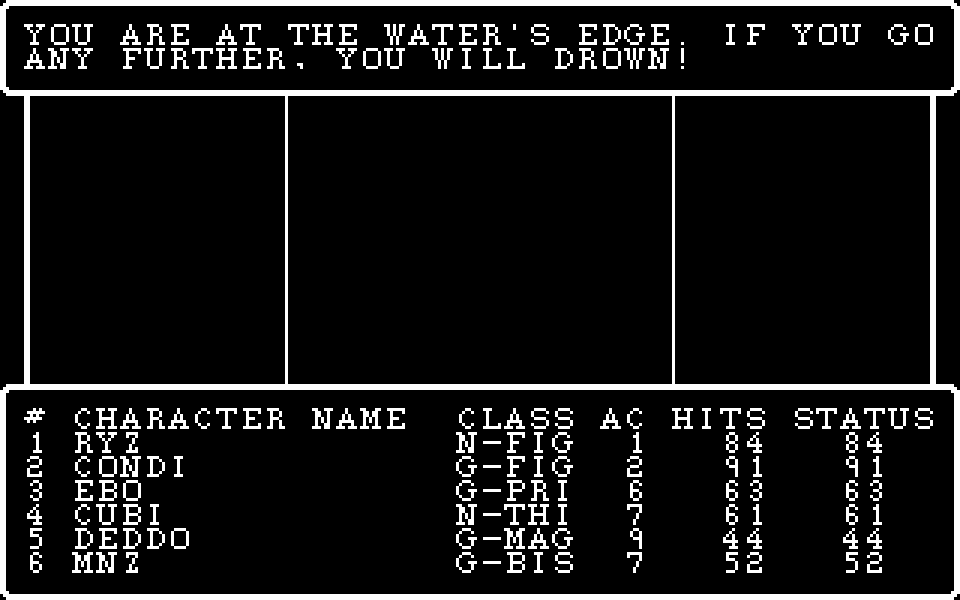 YOU ARE AT THE WATER'S EDGE. IF YOU GO
ANY FURTHER, YOU WILL DROWN!
# CHARACTER NAME CLASS AC HITS STATUS
1 RYZ N-FIG 1 84 84
2 CONDI G-FIG 2 91 91
3 EBO G-PRI 6 63 63
4 CUBI N-THI 7 61 61
5 DEDDO G-MAG 9 44 44
6 MNZ G-BIS 7 52 52